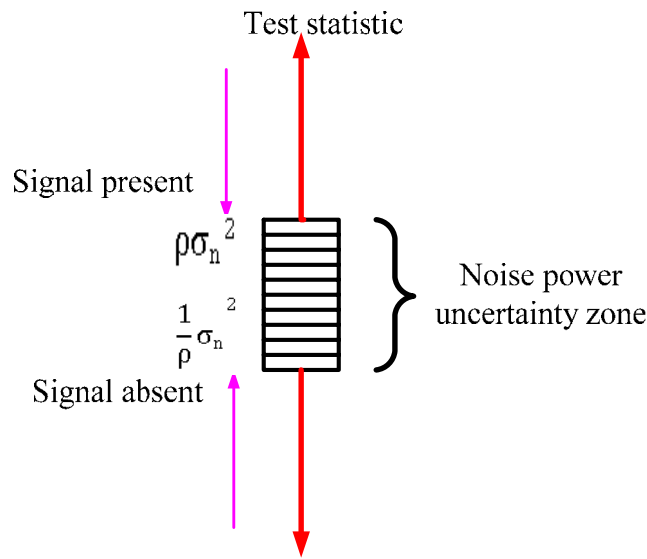 Test statistic
Signal present
ρσn²
Noise power
uncertainty zone
1/ρ σn²
Signal absent